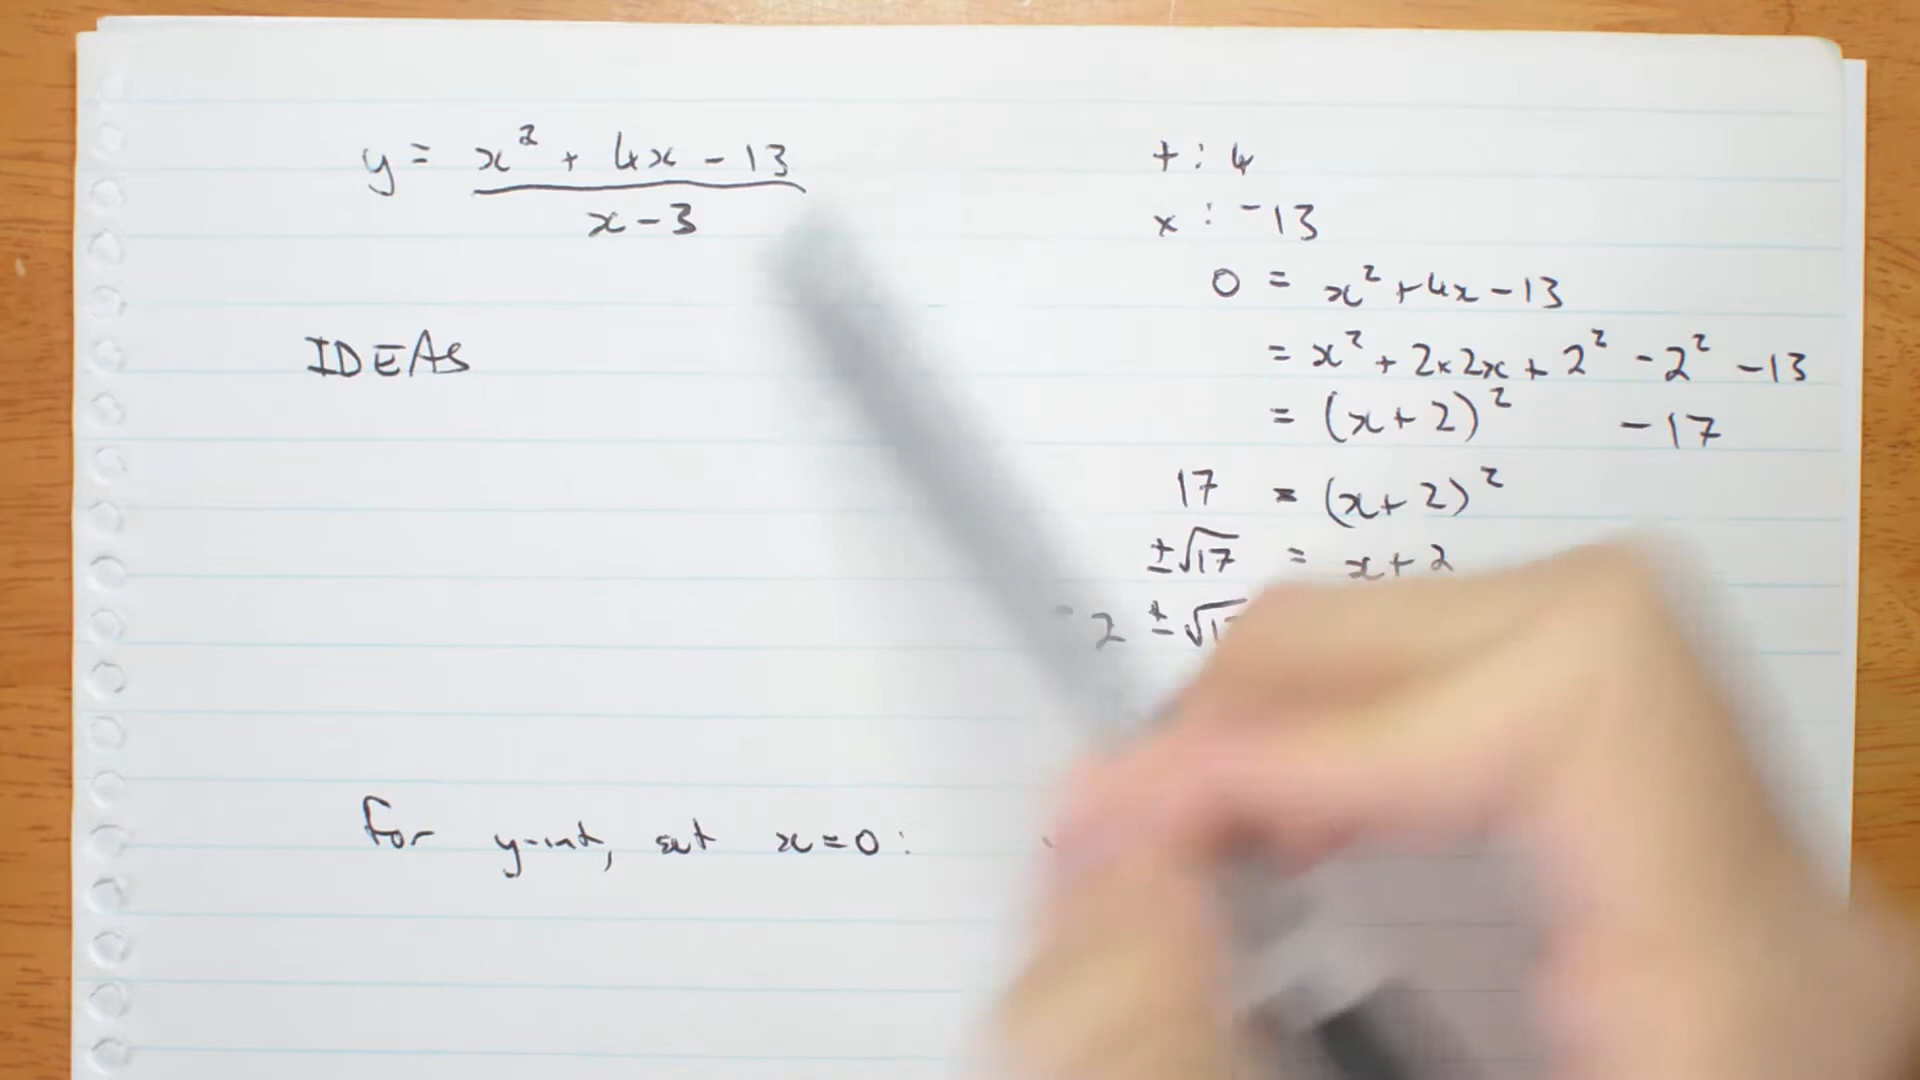 y = x² + 4x - 13
x - 3
IDEAS
For y-int, set x=0:
+ : 4
x : -13
0 = x² + 4x - 13
= x² + 2x2x + 2² - 2² - 13
= (x+2)² - 17
17 = (x+2)²
±√17 = x+2
-2 ±